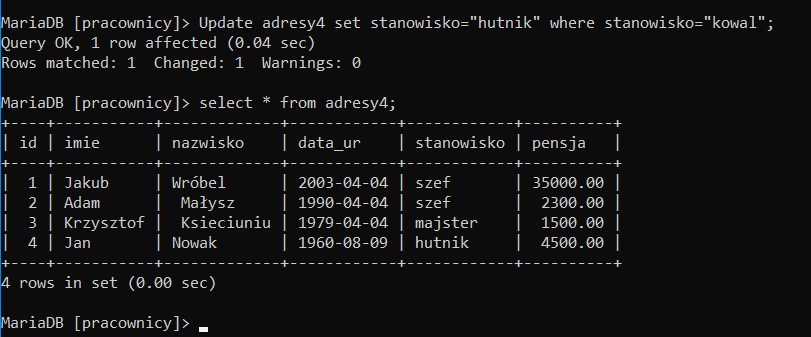 MariaDB [pracownicy]> Update adresy4 set stanowisko="hutnik" where stanowisko="kowal";
Query OK, 1 row affected (0.04 sec)
Rows matched: 1  Changed: 1  Warnings: 0
MariaDB [pracownicy]> select * from adresy4;
+----+-----------+------------+------------+------------+----------+
| id | imie      | nazwisko   | data_ur    | stanowisko | pensja   |
+----+-----------+------------+------------+------------+----------+
|  1 | Jakub     | Wróbel     | 2003-04-04 | szef       | 35000.00 |
|  2 | Adam      |  Małysz    | 1990-04-04 | szef       |  2300.00 |
|  3 | Krzysztof |  Ksieciuniu | 1979-04-04 | majster    |  1500.00 |
|  4 | Jan       | Nowak      | 1960-08-09 | hutnik     |  4500.00 |
+----+-----------+------------+------------+------------+----------+
4 rows in set (0.00 sec)
MariaDB [pracownicy]>